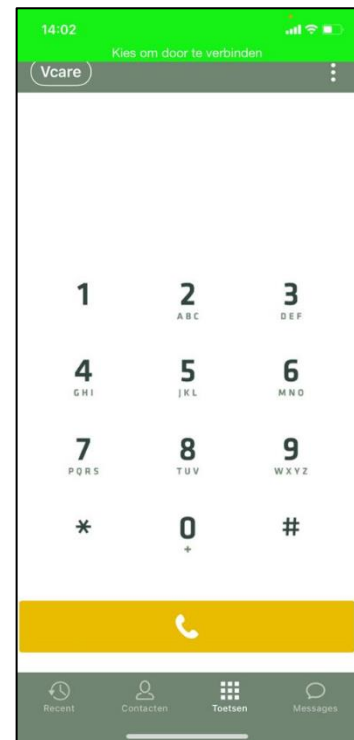 14:02
Kies om door te verbinden
Vcare
1 2 3
ABC DEF
4 5 6
GHI JKL MNO
7 8 9
PQRS TUV WXYZ
* 0 #
+
Recent Contacten Toetsen Messages